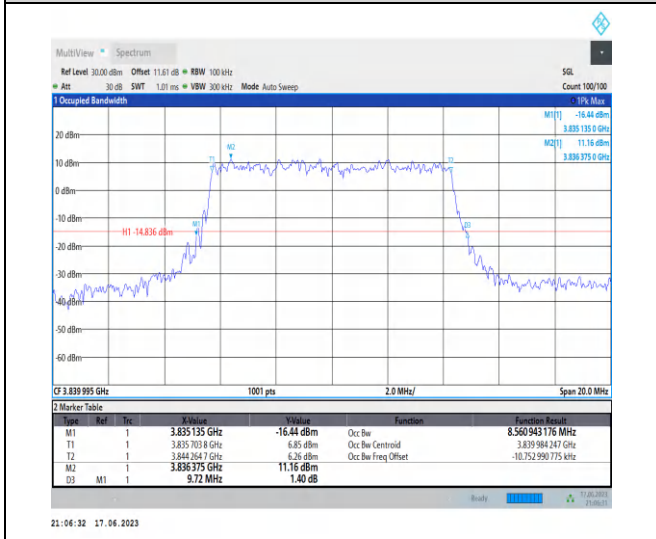 MultiView Spectrum
Ref Level 30.00 dBm Offset 11.61 dB RBW 100 kHz SGL
Att 30 dB SWT 1.01 ms VBW 300 kHz Mode Auto Sweep Count 100/100
1 Occupied Bandwidth 1Pk Max
M1[1] -16.44 dBm
3.835 135 0 GHz
20 dBm
M2[1] 11.16 dBm
M2
3.836 375 0 GHz
10 dBm T1 T2
0 dBm
-10 dBm
M1 D3
H1 -14.836 dBm
-20 dBm
-30 dBm
-40 dBm
-50 dBm
-60 dBm
CF 3.839 995 GHz 1001 pts 2.0 MHz/ Span 20.0 MHz
2 Marker Table
Type Ref Trc X-Value Y-Value Function Function Result
M1 1 3.835 135 GHz -16.44 dBm Occ Bw 8.560 943 176 MHz
T1 1 3.835 703 8 GHz 6.85 dBm Occ Bw Centroid 3.839 984 247 GHz
T2 1 3.844 264 7 GHz 6.26 dBm Occ Bw Freq Offset -10.752 990 775 kHz
M2 1 3.836 375 GHz 11.16 dBm
D3 M1 1 9.72 MHz 1.40 dB
Ready 17.06.2023
21:06:32 17.06.2023